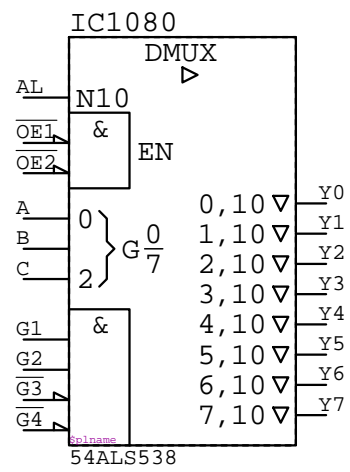 IC1080
DMUX
AL
N10
OE1
&
OE2
EN
A
0
B
G 0/7
C
2
0,10
Y0
1,10
Y1
2,10
Y2
3,10
Y3
4,10
Y4
5,10
Y5
6,10
Y6
7,10
Y7
&
G1
G2
G3
G4
$plname
54ALS538